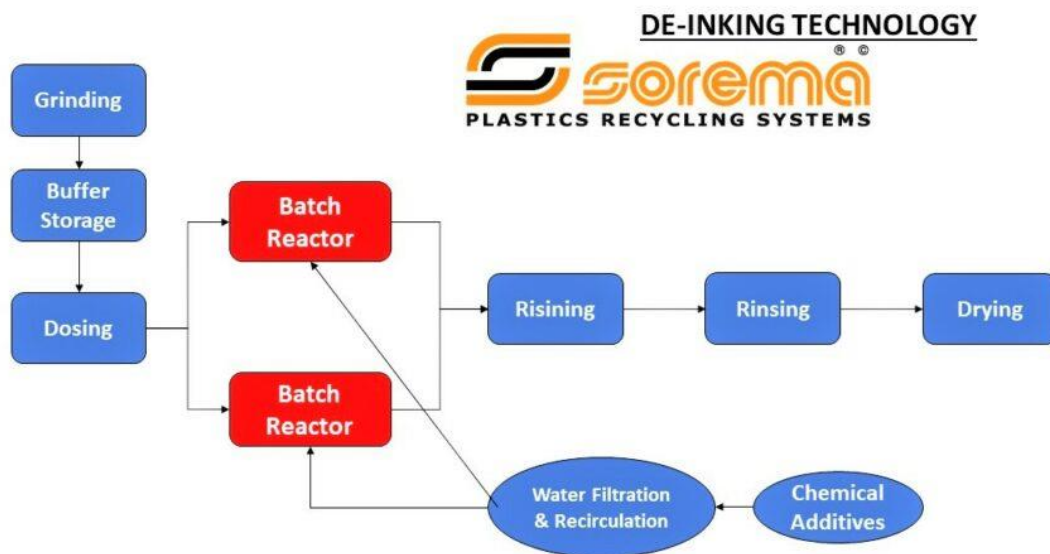 DE-INKING TECHNOLOGY
® ©
sorema
PLASTICS RECYCLING SYSTEMS
Grinding
Buffer
Storage
Dosing
Batch
Reactor
Batch
Reactor
Risining
Rinsing
Drying
Water Filtration
& Recirculation
Chemical
Additives